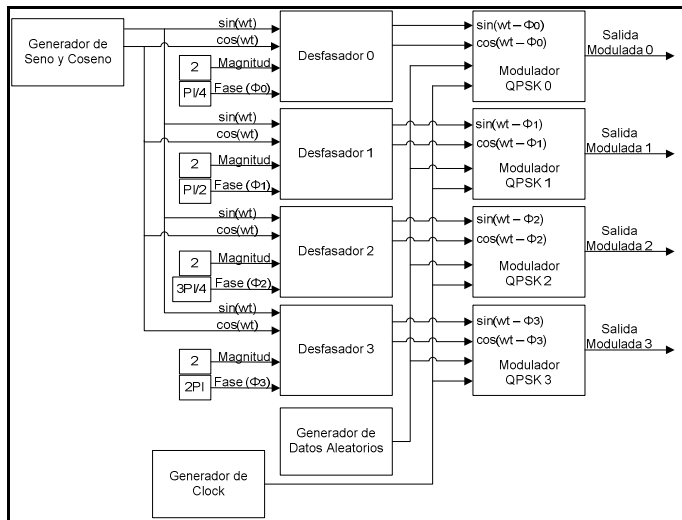 Generador de
Seno y Coseno
sin(wt)
cos(wt)
2
Magnitud
PI/4
Fase (Φ0)
Desfasador 0
sin(wt – Φ0)
cos(wt – Φ0)
Modulador
QPSK 0
Salida
Modulada 0
sin(wt)
cos(wt)
2
Magnitud
PI/2
Fase (Φ1)
Desfasador 1
sin(wt – Φ1)
cos(wt – Φ1)
Modulador
QPSK 1
Salida
Modulada 1
sin(wt)
cos(wt)
2
Magnitud
3PI/4
Fase (Φ2)
Desfasador 2
sin(wt – Φ2)
cos(wt – Φ2)
Modulador
QPSK 2
Salida
Modulada 2
sin(wt)
cos(wt)
2
Magnitud
2PI
Fase (Φ3)
Desfasador 3
sin(wt – Φ3)
cos(wt – Φ3)
Modulador
QPSK 3
Salida
Modulada 3
Generador de
Datos Aleatorios
Generador de
Clock